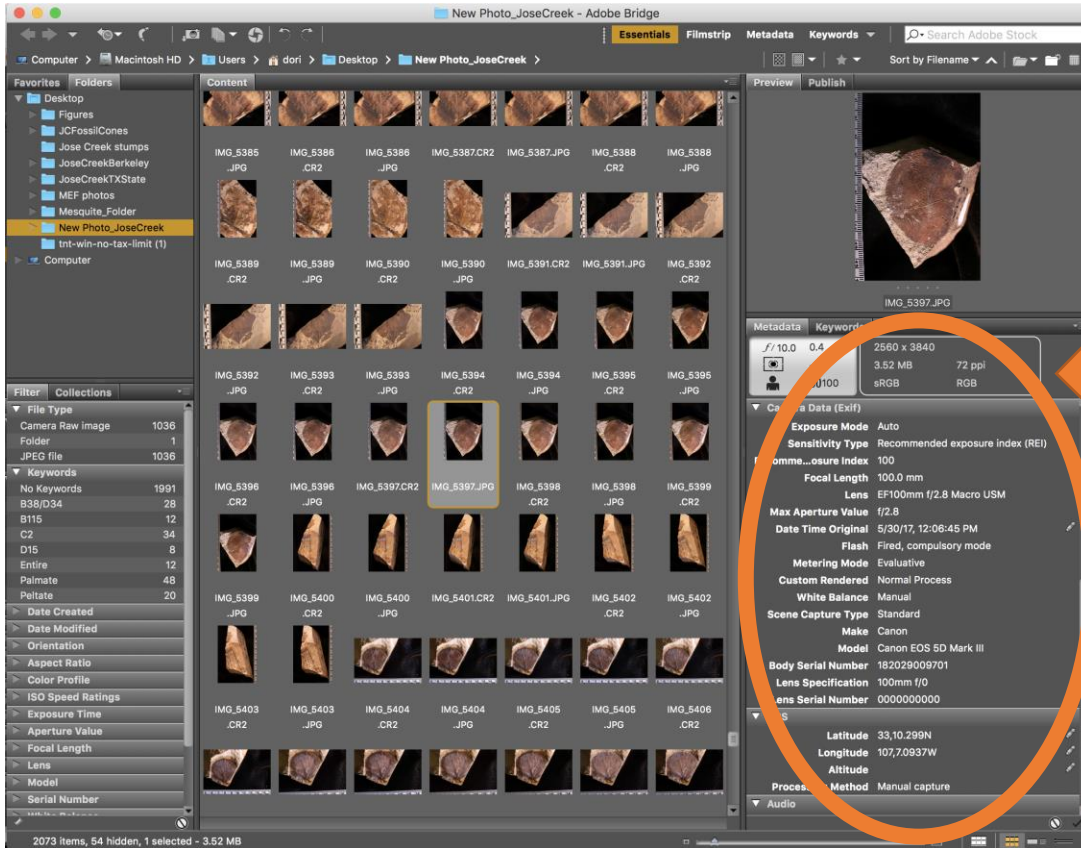 New Photo_JoseCreek - Adobe Bridge
Essentials Filmstrip Metadata Keywords Search Adobe Stock
Computer > Macintosh HD > Users > dori > Desktop > New Photo_JoseCreek > Sort by Filename
Favorites Folders
Desktop
Figures
JCFossilCones
Jose Creek stumps
JoseCreekBerkeley
JoseCreekTXState
MEF photos
Mesquite_Folder
New Photo_JoseCreek
tnt-win-no-tax-limit (1)
Computer
Filter Collections
File Type
Camera Raw image 1036
Folder 1
JPEG file 1036
Keywords
No Keywords 1991
B38/D34 28
B115 12
C2 34
D15 8
Entire 12
Palmate 48
Peltate 20
Date Created
Date Modified
Orientation
Aspect Ratio
Color Profile
ISO Speed Ratings
Exposure Time
Aperture Value
Focal Length
Lens
Model
Serial Number
White Balance
Content
IMG_5385 IMG_5386 IMG_5386 IMG_5387.CR2 IMG_5387.JPG IMG_5388 IMG_5388
.JPG .CR2 .JPG .CR2 .JPG
IMG_5389 IMG_5389 IMG_5390 IMG_5390 IMG_5391.CR2 IMG_5391.JPG IMG_5392
.CR2 .JPG .CR2 .JPG .CR2
IMG_5392 IMG_5393 IMG_5393 IMG_5394 IMG_5394 IMG_5395 IMG_5395
.JPG .CR2 .JPG .CR2 .JPG .CR2 .JPG
IMG_5396 IMG_5396 IMG_5397.CR2 IMG_5397.JPG IMG_5398 IMG_5398 IMG_5399
.CR2 .JPG .CR2 .JPG .CR2
IMG_5399 IMG_5400 IMG_5400 IMG_5401.CR2 IMG_5401.JPG IMG_5402 IMG_5402
.JPG .CR2 .JPG .CR2 .JPG
IMG_5403 IMG_5403 IMG_5404 IMG_5404 IMG_5405 IMG_5405 IMG_5406
.CR2 .JPG .CR2 .JPG .CR2 .JPG .CR2
Preview Publish
IMG_5397.JPG
Metadata Keywords
f/10.0 0.4 2560 x 3840
3.52 MB 72 ppi
100 sRGB RGB
Data (Exif)
Exposure Mode Auto
Sensitivity Type Recommended exposure index (REI)
Index 100
Focal Length 100.0 mm
Lens EF100mm f/2.8 Macro USM
Max Aperture Value f/2.8
Date Time Original 5/30/17, 12:06:45 PM
Flash Fired, compulsory mode
Metering Mode Evaluative
Custom Rendered Normal Process
White Balance Manual
Scene Capture Type Standard
Make Canon
Model Canon EOS 5D Mark III
Body Serial Number 182029009701
Lens Specification 100mm f/0
Lens Serial Number 0000000000
Latitude 33,10.299N
Longitude 107,7.0937W
Altitude
Method Manual capture
Audio
2073 items, 54 hidden, 1 selected - 3.52 MB